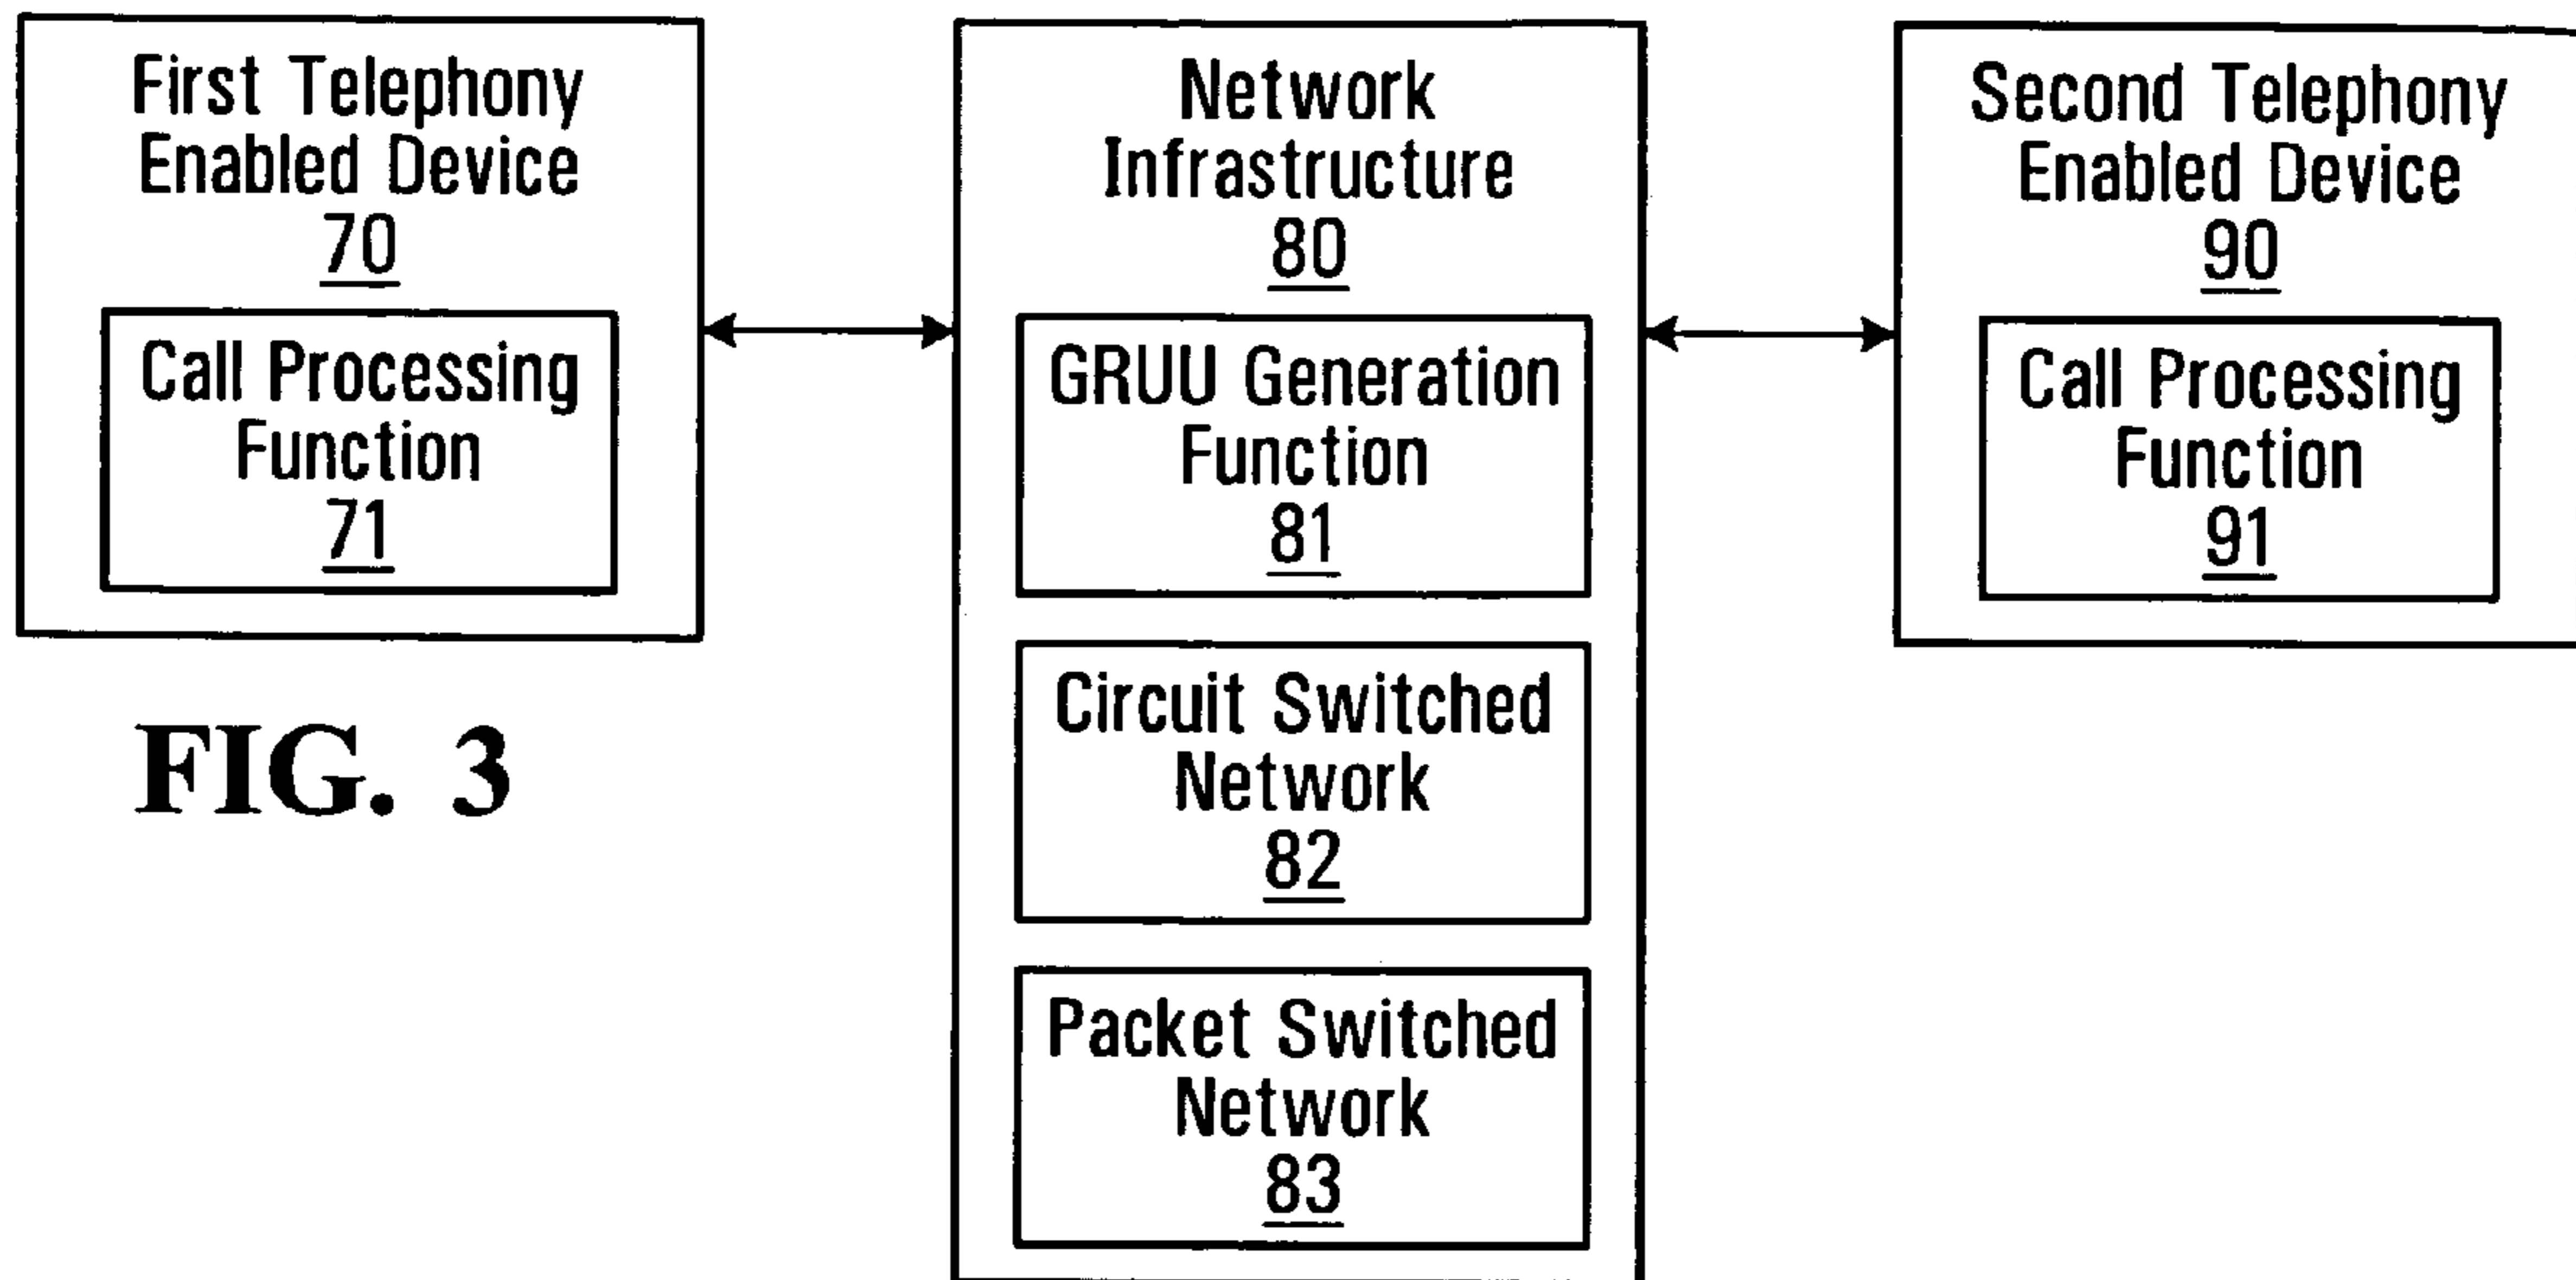 First Telephony
Enabled Device
70
Call Processing
Function
71
FIG. 3
Network
Infrastructure
80
GRUU Generation
Function
81
Circuit Switched
Network
82
Packet Switched
Network
83
Second Telephony
Enabled Device
90
Call Processing
Function
91